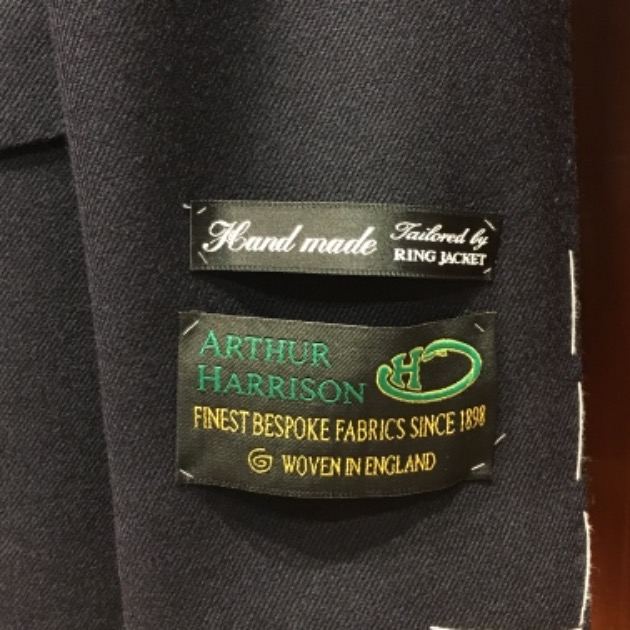 Hand made
Tailored by
RING JACKET
ARTHUR
HARRISON
H
FINEST BESPOKE FABRICS SINCE 1898
WOVEN IN ENGLAND